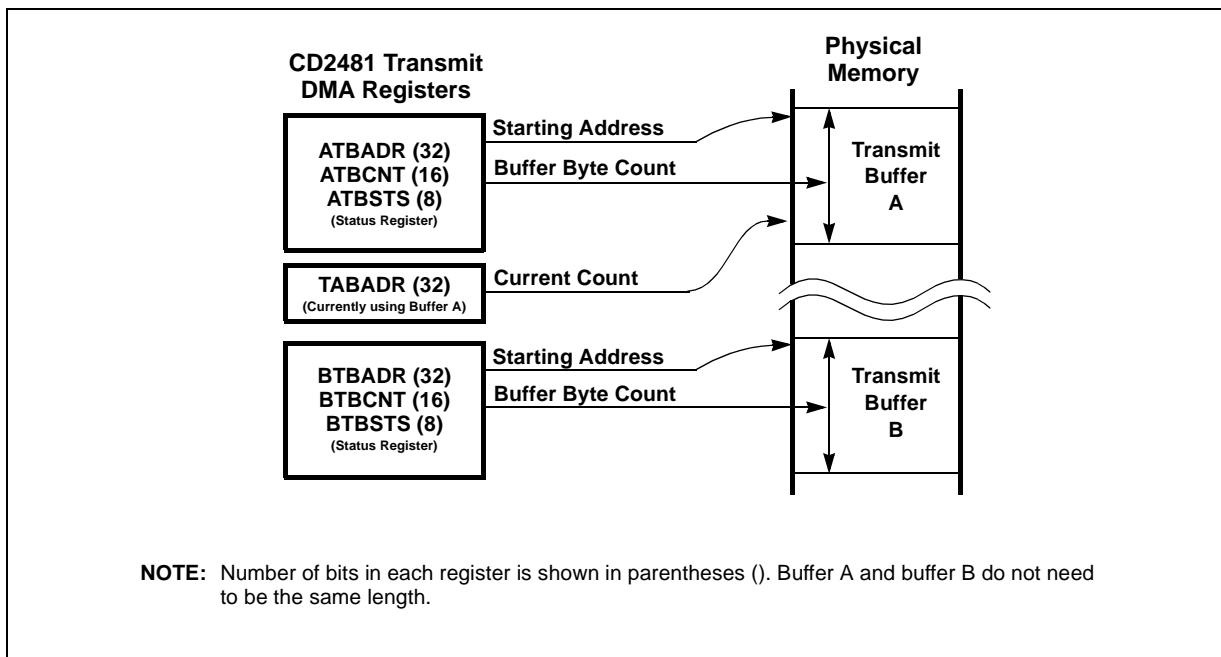 CD2481 Transmit
DMA Registers
Physical
Memory
ATBADR (32)
ATBCNT (16)
ATBSTS (8)
(Status Register)
Starting Address
Buffer Byte Count
Transmit
Buffer
A
TABADR (32)
(Currently using Buffer A)
Current Count
BTBADR (32)
BTBCNT (16)
BTBSTS (8)
(Status Register)
Starting Address
Buffer Byte Count
Transmit
Buffer
B
NOTE: Number of bits in each register is shown in parentheses (). Buffer A and buffer B do not need
to be the same length.